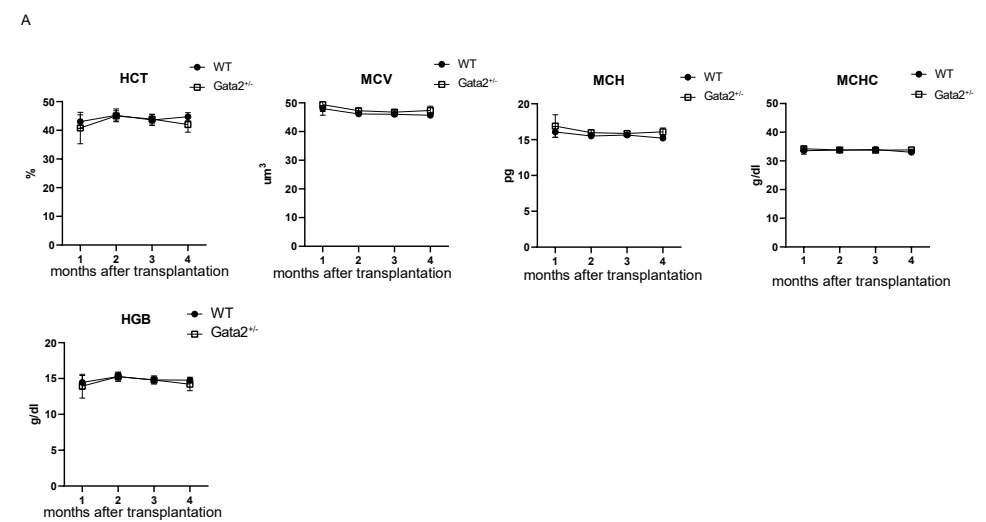 A
HCT
WT
Gata2+/-
50
40
30
20
10
0
%
1 2 3 4
months after transplantation
MCV
WT
Gata2+/-
50
40
30
20
10
0
um3
1 2 3 4
months after transplantation
MCH
WT
Gata2+/-
20
15
10
5
0
pg
1 2 3 4
months after transplantation
MCHC
WT
Gata2+/-
50
40
30
20
10
0
g/dl
1 2 3 4
months after transplantation
HGB
WT
Gata2+/-
20
15
10
5
0
g/dl
1 2 3 4
months after transplantation